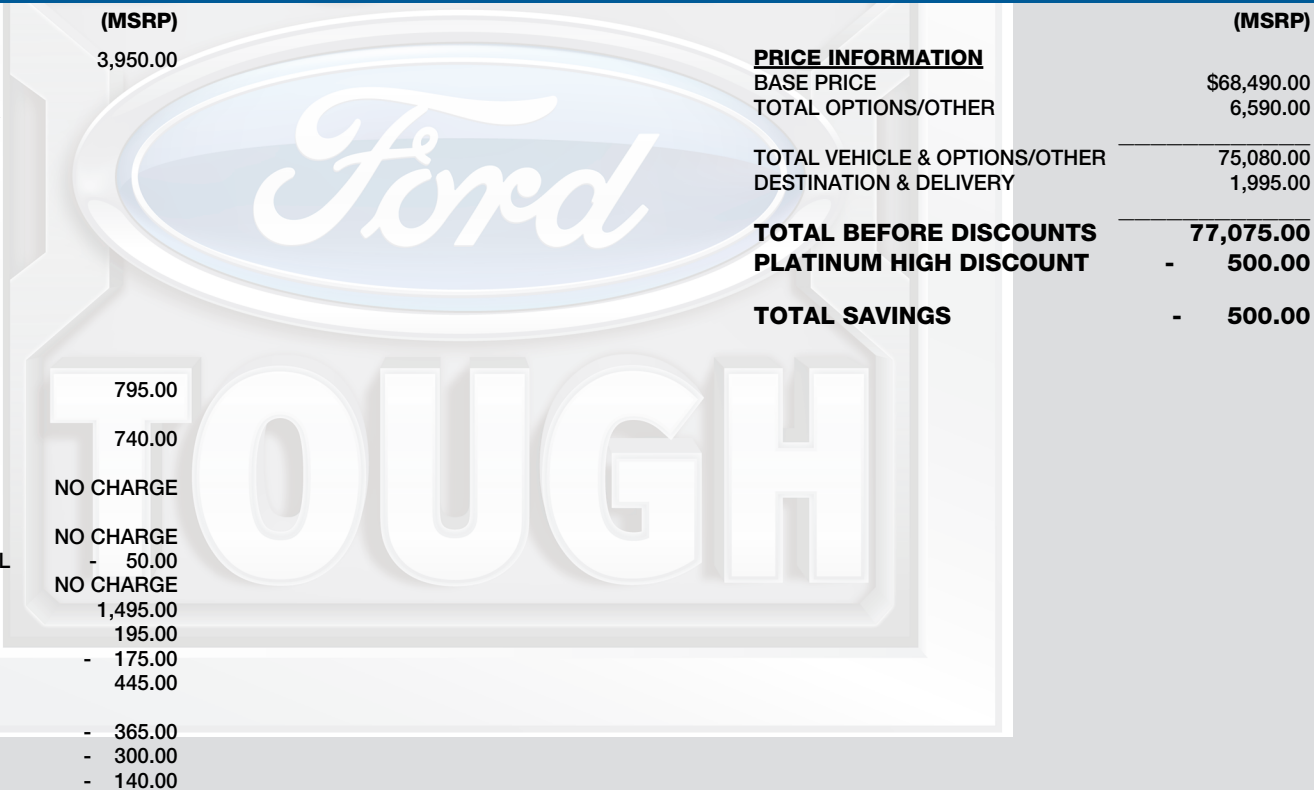 (MSRP)
3,950.00
795.00
740.00
NO CHARGE
NO CHARGE
L - 50.00
NO CHARGE
1,495.00
195.00
- 175.00
445.00
- 365.00
- 300.00
- 140.00
Ford
TOUGH
(MSRP)
PRICE INFORMATION
BASE PRICE $68,490.00
TOTAL OPTIONS/OTHER 6,590.00
TOTAL VEHICLE & OPTIONS/OTHER 75,080.00
DESTINATION & DELIVERY 1,995.00
TOTAL BEFORE DISCOUNTS 77,075.00
PLATINUM HIGH DISCOUNT - 500.00
TOTAL SAVINGS - 500.00